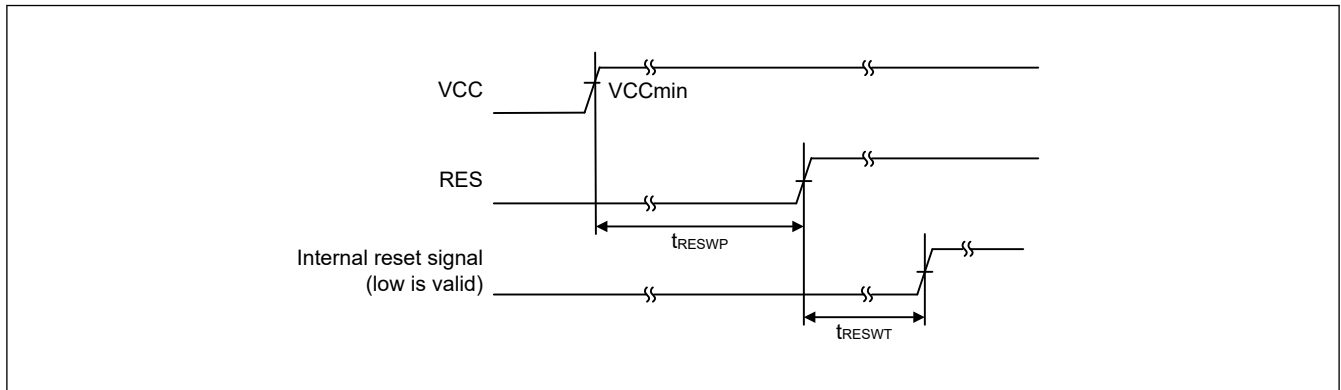 VCC
VCCmin
RES
tRESWP
Internal reset signal
(low is valid)
tRESWT